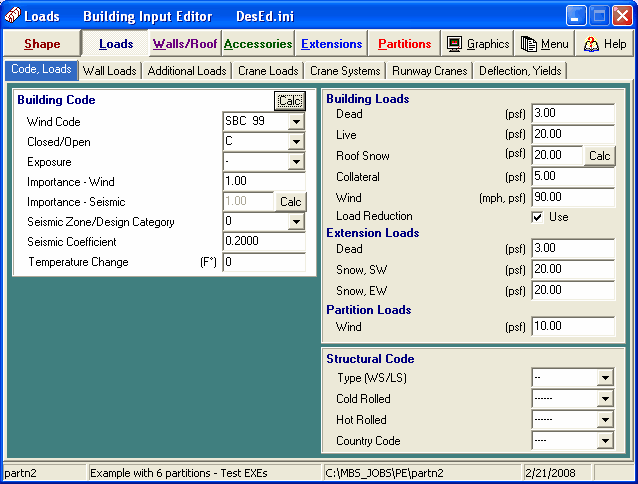 Loads Building Input Editor DesEd.ini
Shape Loads Walls/Roof Accessories Extensions Partitions Graphics Menu Help
Code, Loads Wall Loads Additional Loads Crane Loads Crane Systems Runway Cranes Deflection, Yields
Building Code
Calc
Wind Code SBC 99
Closed/Open C
Exposure -
Importance - Wind 1.00
Importance - Seismic 1.00 Calc
Seismic Zone/Design Category 0
Seismic Coefficient 0.2000
Temperature Change (F°) 0
Building Loads
Dead (psf) 3.00
Live (psf) 20.00
Roof Snow (psf) 20.00 Calc
Collateral (psf) 5.00
Wind (mph, psf) 90.00
Load Reduction Use
Extension Loads
Dead (psf) 3.00
Snow, SW (psf) 20.00
Snow, EW (psf) 20.00
Partition Loads
Wind (psf) 10.00
Structural Code
Type (WS/LS) --
Cold Rolled ------
Hot Rolled ------
Country Code ----
partn2 Example with 6 partitions - Test EXEs C:\MBS_JOBS\PE\partn2 2/21/2008